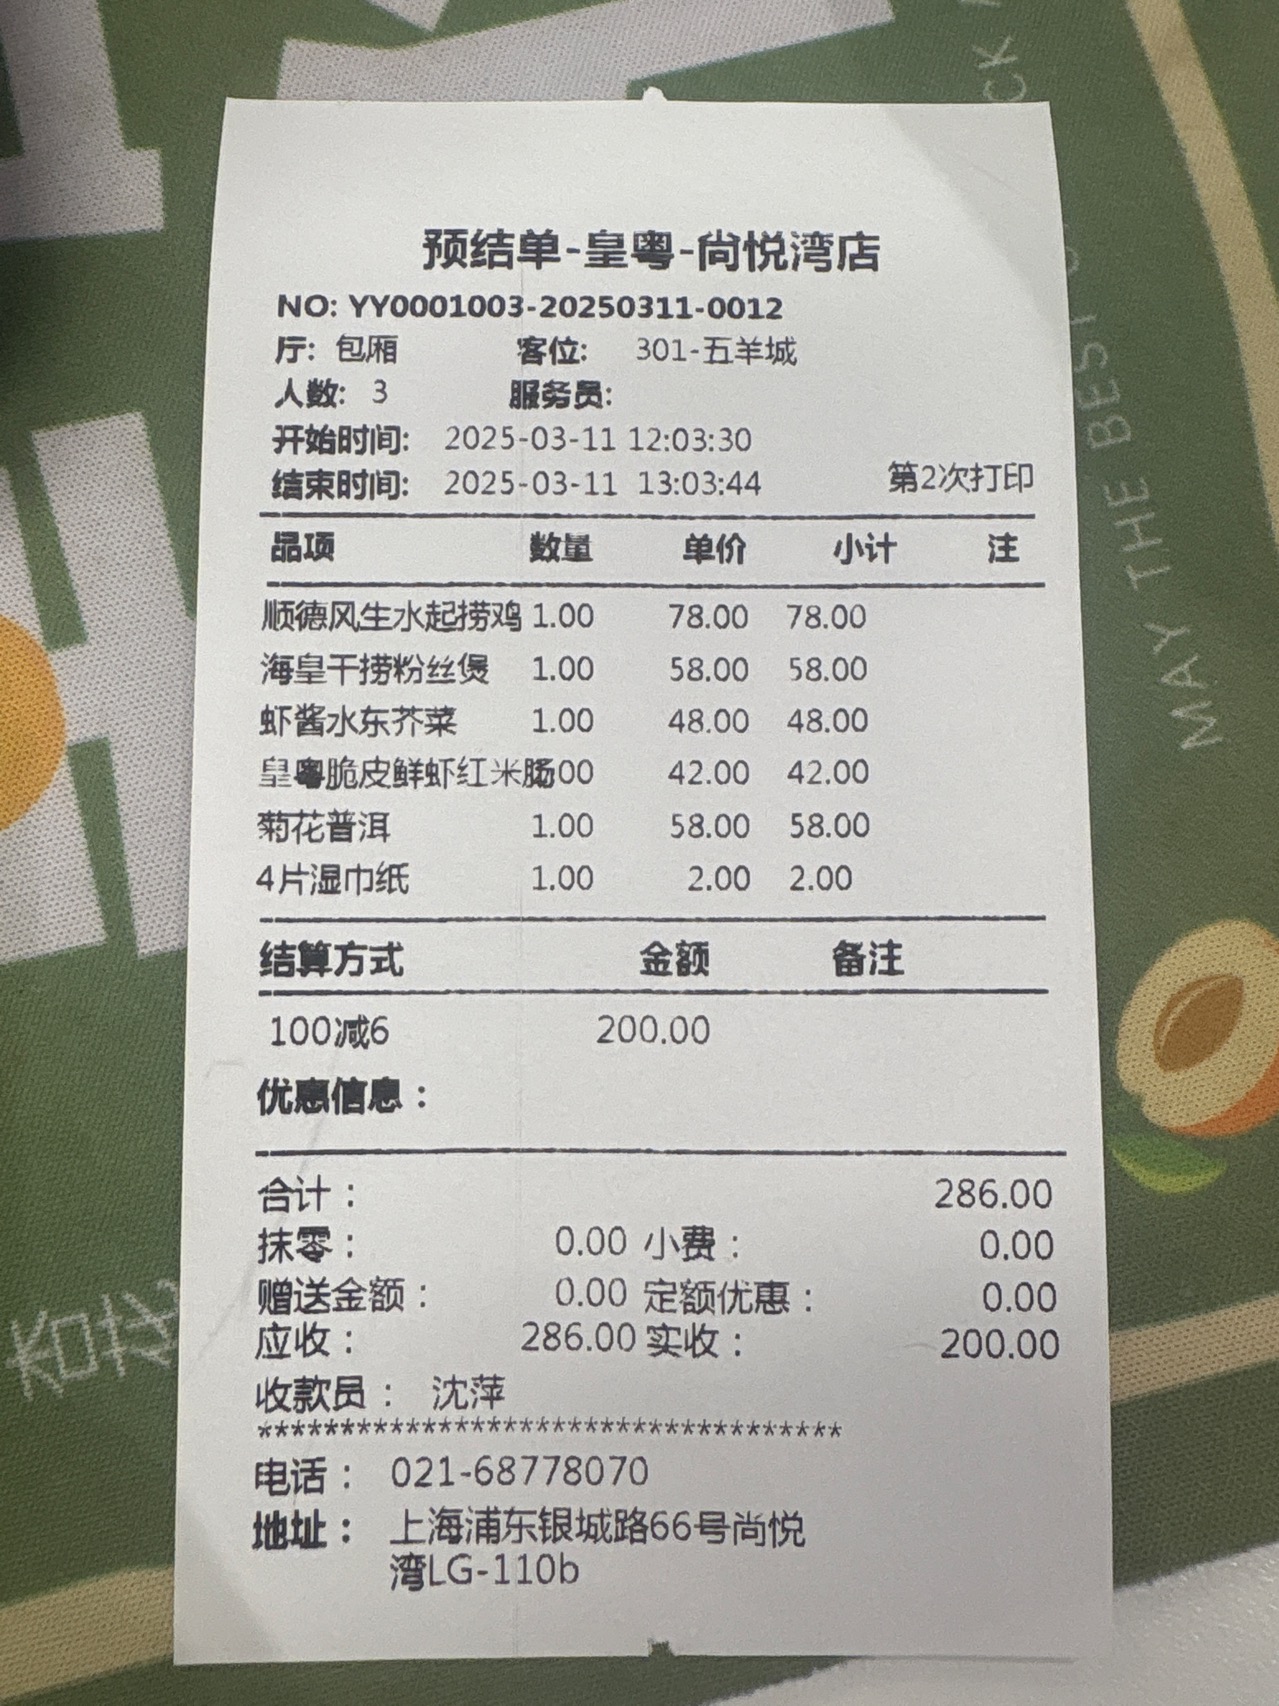 预结单-皇粤-尚悦湾店
NO: YY0001003-20250311-0012
厅: 包厢 客位: 301-五羊城
人数: 3 服务员:
开始时间: 2025-03-11 12:03:30
结束时间: 2025-03-11 13:03:44 第2次打印
品项 数量 单价 小计 注
顺德风生水起捞鸡 1.00 78.00 78.00
海皇干捞粉丝煲 1.00 58.00 58.00
虾酱水东芥菜 1.00 48.00 48.00
皇粤脆皮鲜虾红米肠00 42.00 42.00
菊花普洱 1.00 58.00 58.00
4片湿巾纸 1.00 2.00 2.00
结算方式 金额 备注
100减6 200.00
优惠信息：
合计： 286.00
抹零： 0.00 小费： 0.00
赠送金额： 0.00 定额优惠： 0.00
应收： 286.00 实收： 200.00
收款员： 沈萍
************************************
电话： 021-68778070
地址： 上海浦东银城路66号尚悦
湾LG-110b
MAY THE BEST